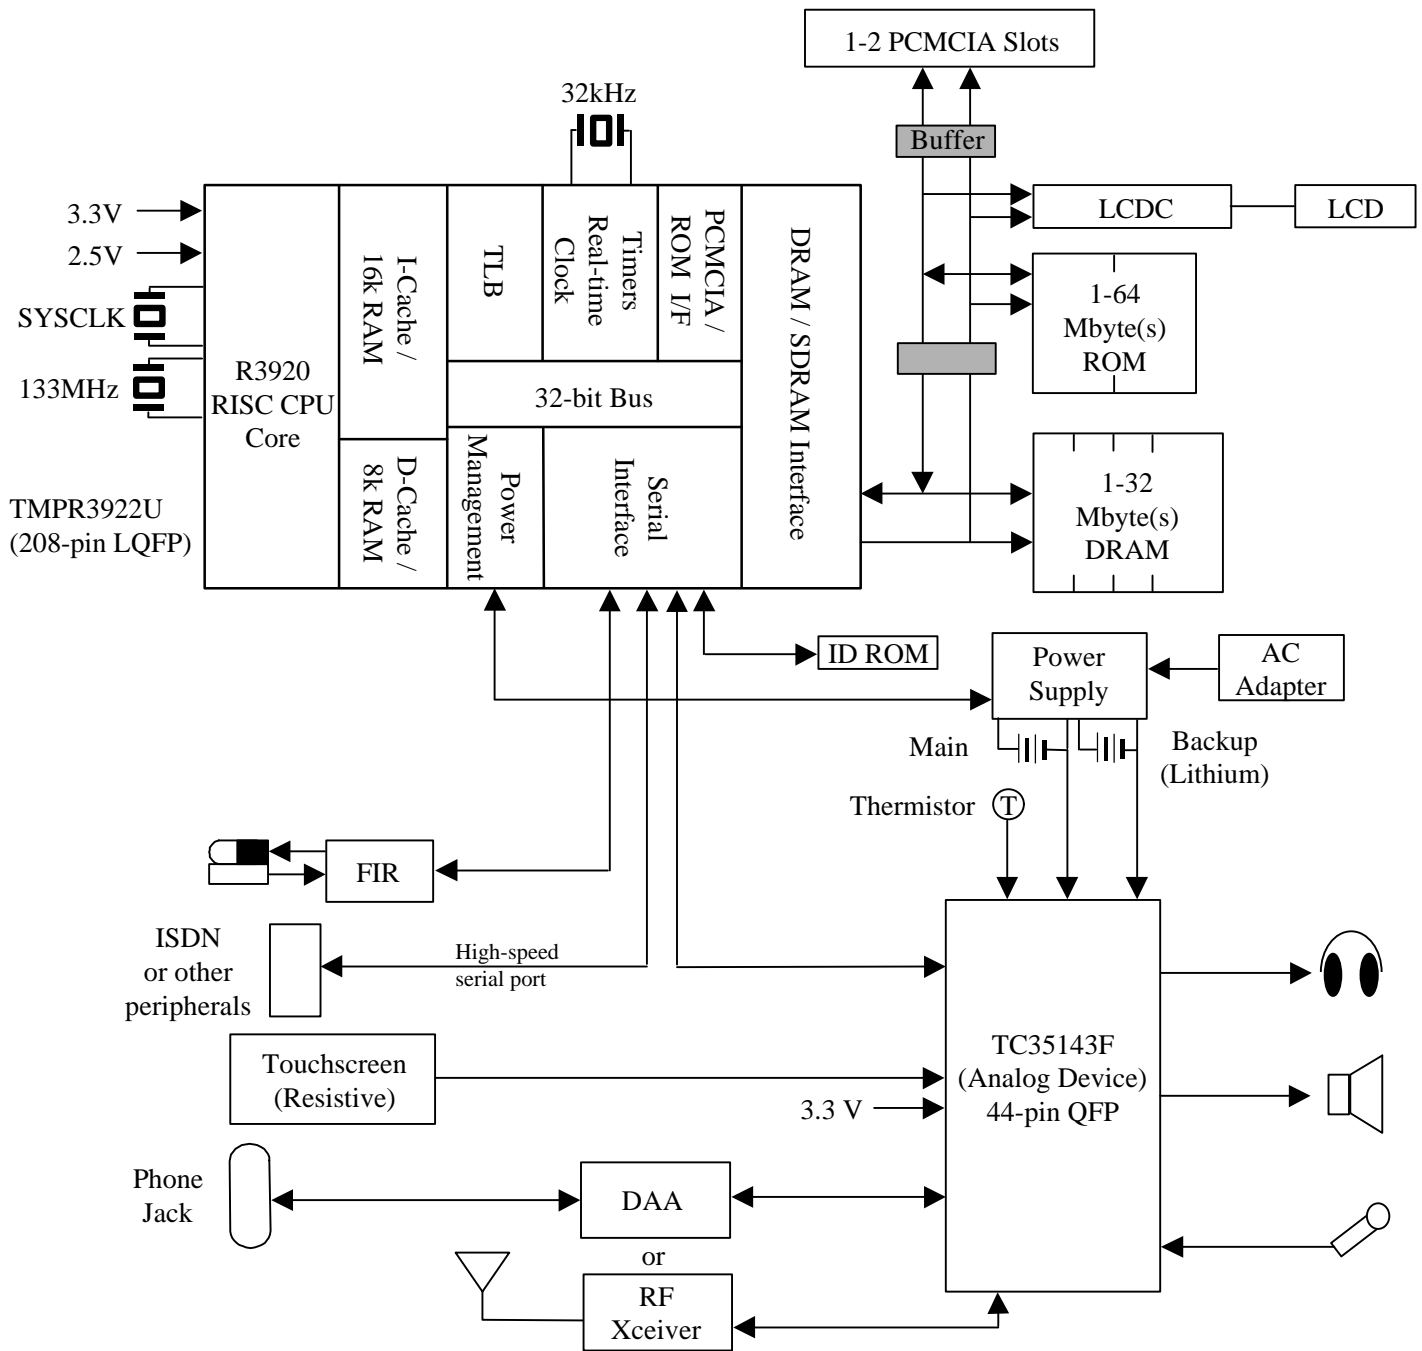 1-2 PCMCIA Slots
32kHz
Buffer
3.3V
2.5V
SYSCLK
133MHz
TMPR3922U
(208-pin LQFP)
R3920
RISC CPU
Core
I-Cache /
16k RAM
D-Cache /
8k RAM
TLB
Timers
Real-time
Clock
PCMCIA /
ROM I/F
32-bit Bus
Power
Management
Serial
Interface
DRAM / SDRAM Interface
LCDC
LCD
1-64
Mbyte(s)
ROM
1-32
Mbyte(s)
DRAM
ID ROM
Power
Supply
AC
Adapter
Main
Backup
(Lithium)
Thermistor
T
FIR
ISDN
or other
peripherals
High-speed
serial port
Touchscreen
(Resistive)
3.3 V
TC35143F
(Analog Device)
44-pin QFP
Phone
Jack
DAA
or
RF
Xceiver